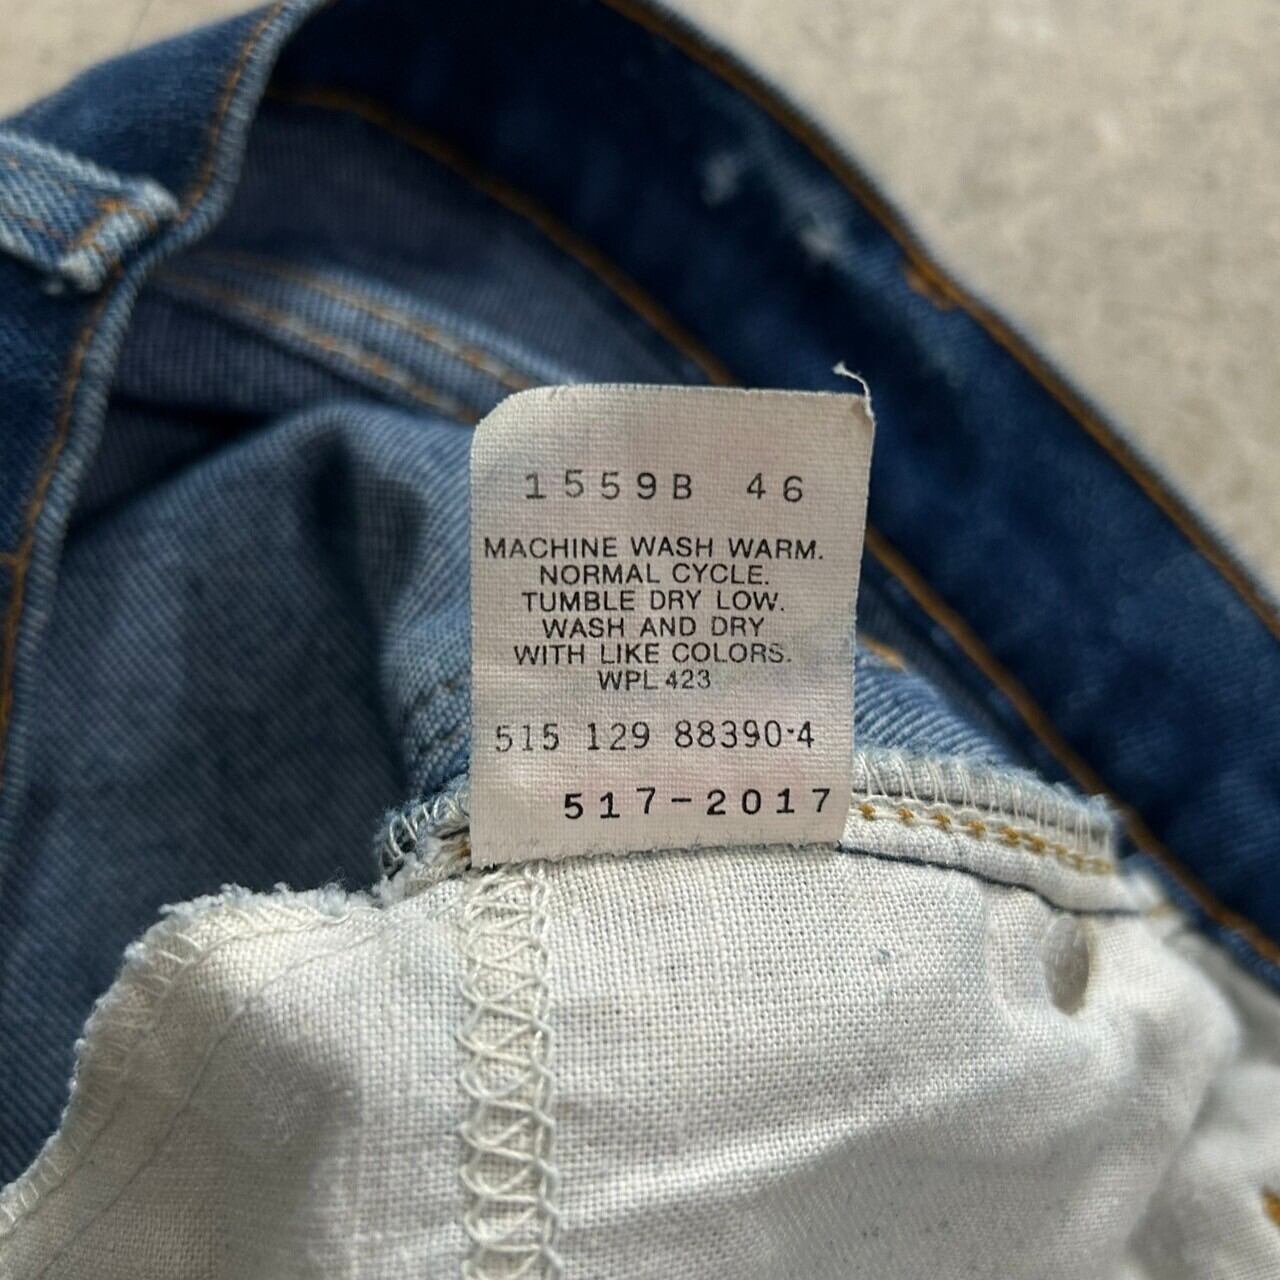 1559B 46
MACHINE WASH WARM.
NORMAL CYCLE.
TUMBLE DRY LOW.
WASH AND DRY
WITH LIKE COLORS.
WPL 423
515 129 88390-4
517-2017